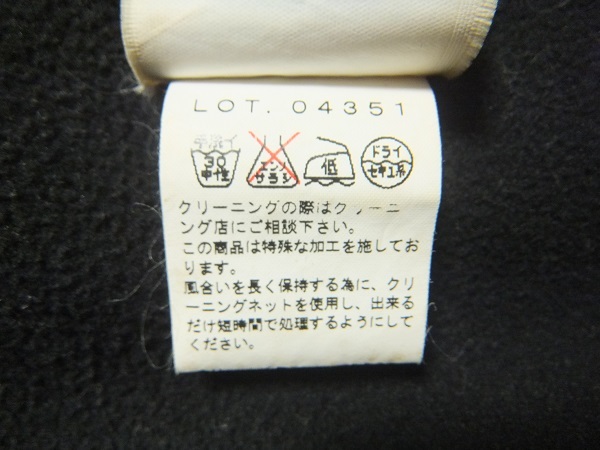 LOT. 04351
手洗イ
30
中性
エンソ
サラシ
低
ドライ
セキユ系
クリーニングの際はクリーニ
ング店にご相談下さい。
この商品は特殊な加工を施してお
ります。
風合いを長く保持する為に、クリ
ーニングネットを使用し、出来る
だけ短時間で処理するようにして
ください。